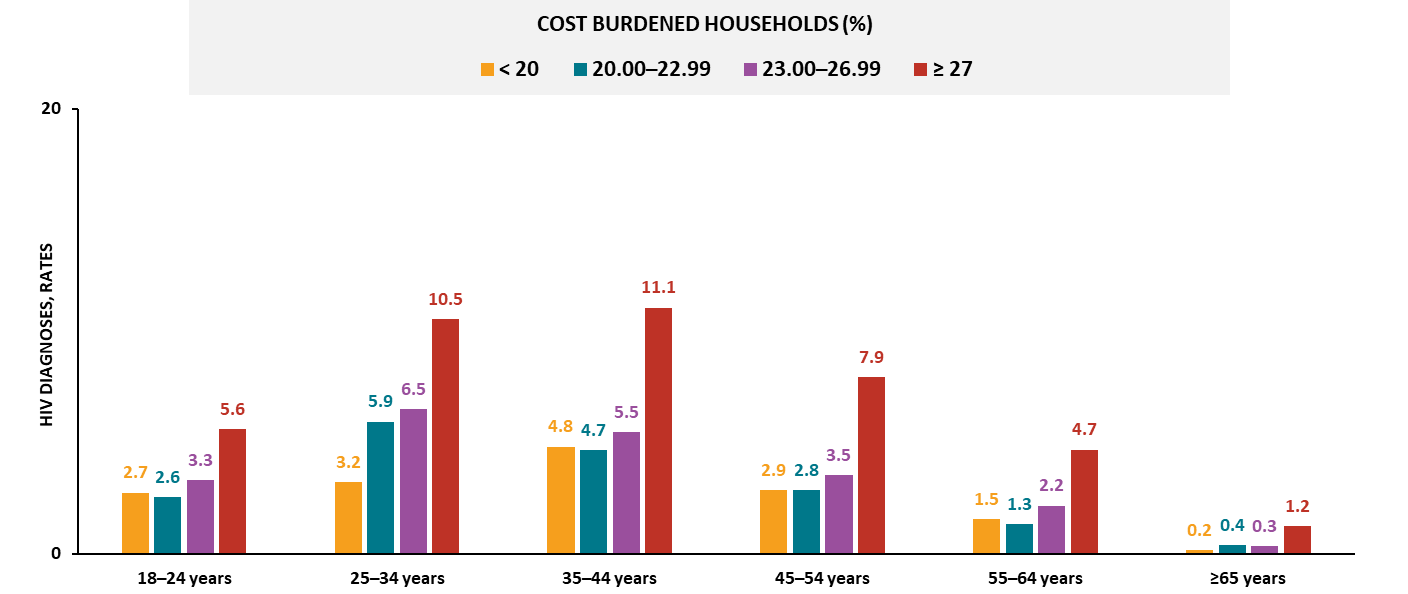 COST BURDENED HOUSEHOLDS (%)
< 20 20.00–22.99 23.00–26.99 ≥ 27
20
HIV DIAGNOSES, RATES
0
2.7 2.6 3.3 5.6
3.2 5.9 6.5 10.5
4.8 4.7 5.5 11.1
2.9 2.8 3.5 7.9
1.5 1.3 2.2 4.7
0.2 0.4 0.3 1.2
18–24 years 25–34 years 35–44 years 45–54 years 55–64 years ≥65 years